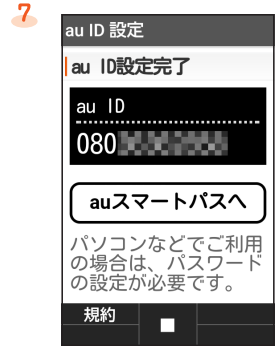 7
au ID 設定
au ID設定完了
au ID
080
auスマートパスへ
パソコンなどでご利用
の場合は、パスワード
の設定が必要です。
規約